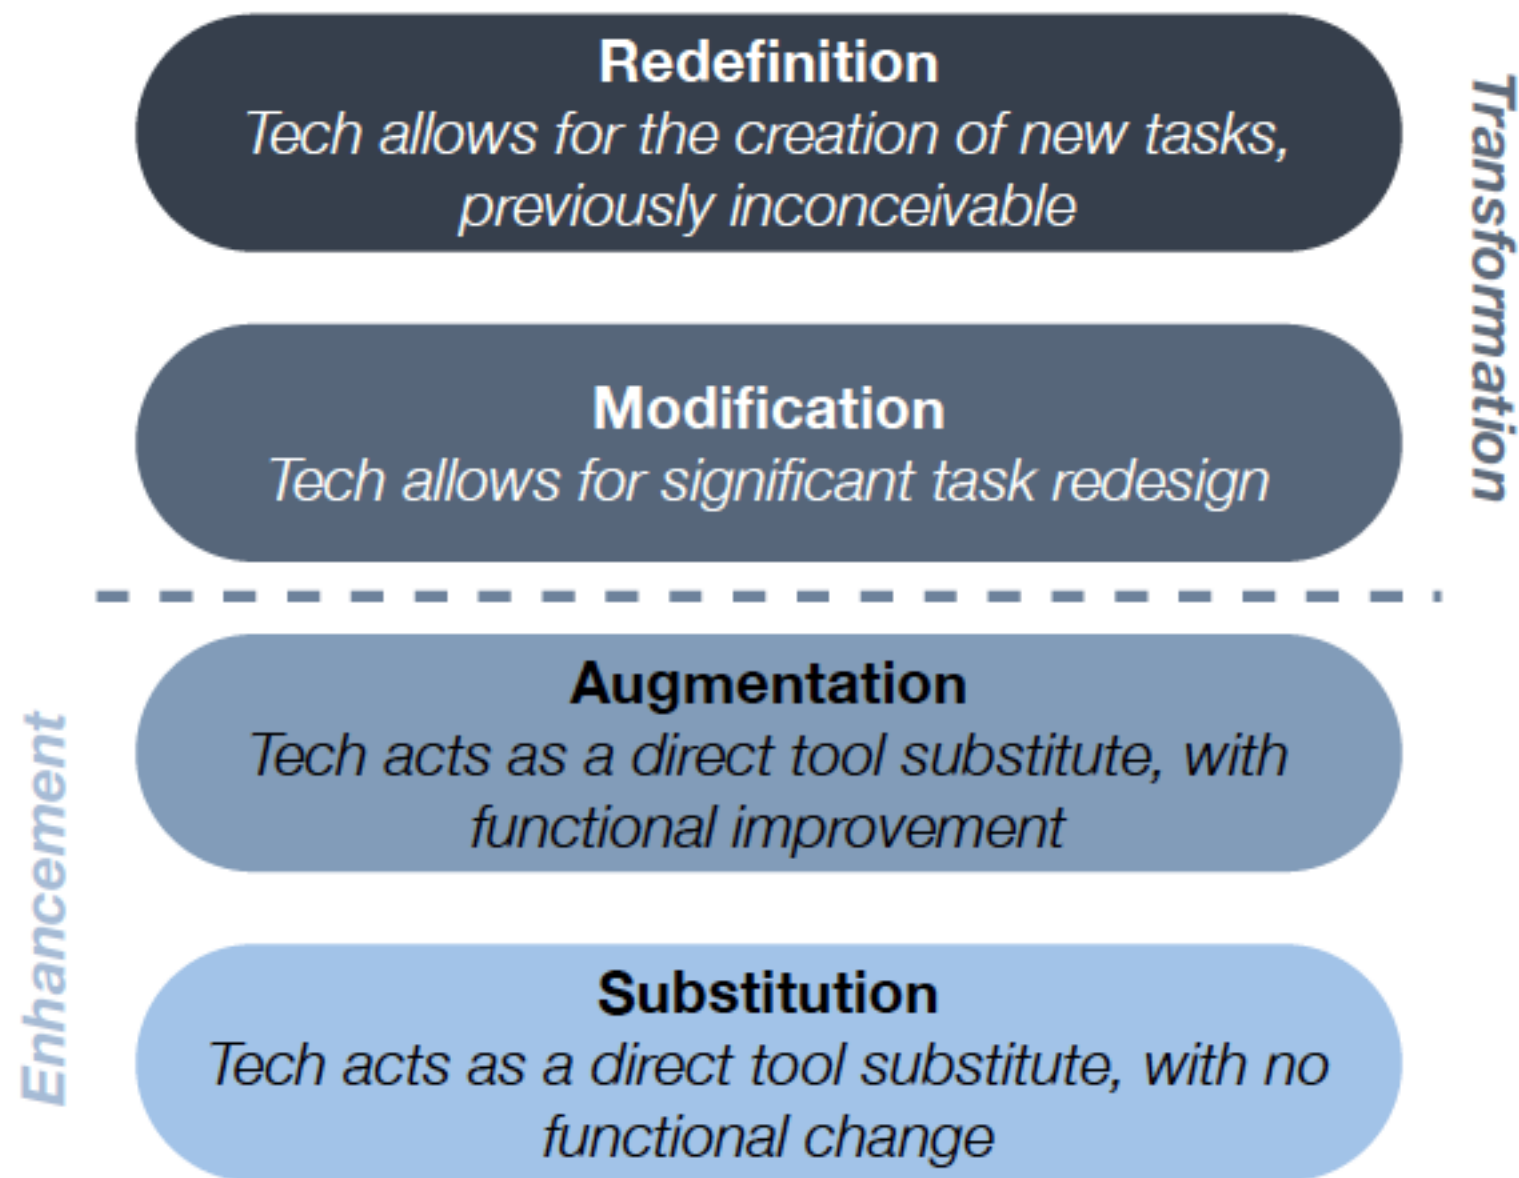 Redefinition
Tech allows for the creation of new tasks,
previously inconceivable
Transformation
Modification
Tech allows for significant task redesign
Augmentation
Tech acts as a direct tool substitute, with
functional improvement
Enhancement
Substitution
Tech acts as a direct tool substitute, with no
functional change